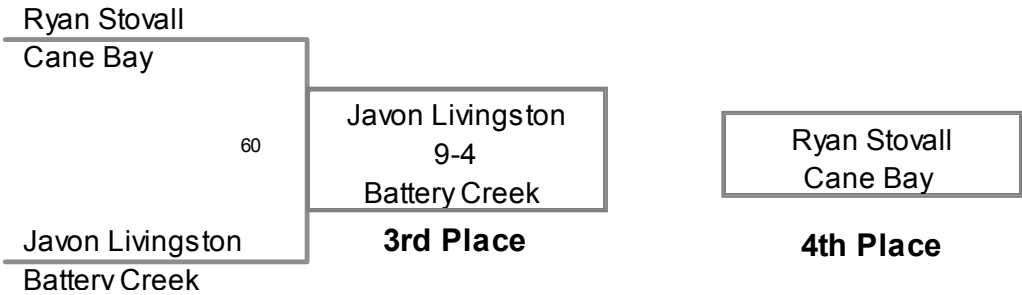 Ryan Stovall
Cane Bay
60
Javon Livingston
9-4
Battery Creek
3rd Place
Javon Livingston
Battery Creek
Ryan Stovall
Cane Bay
4th Place